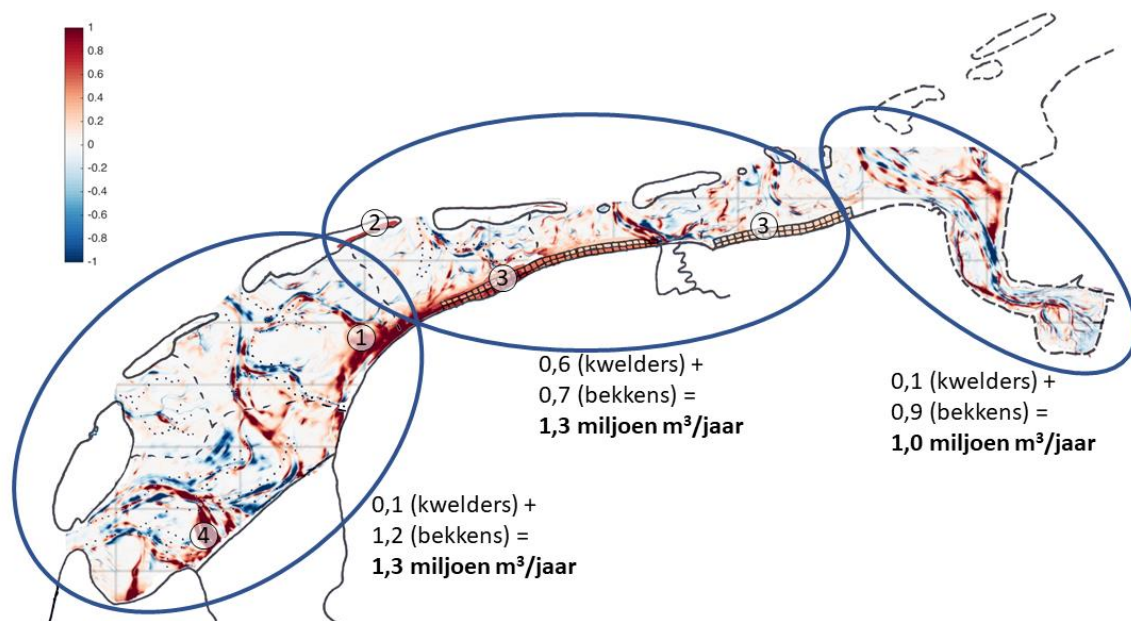 1
0.8
0.6
0.4
0.2
0
-0.2
-0.4
-0.6
-0.8
-1
2
3
3
1
4
0,6 (kwelders) +
0,7 (bekkens) =
1,3 miljoen m³/jaar
0,1 (kwelders) +
0,9 (bekkens) =
1,0 miljoen m³/jaar
0,1 (kwelders) +
1,2 (bekkens) =
1,3 miljoen m³/jaar